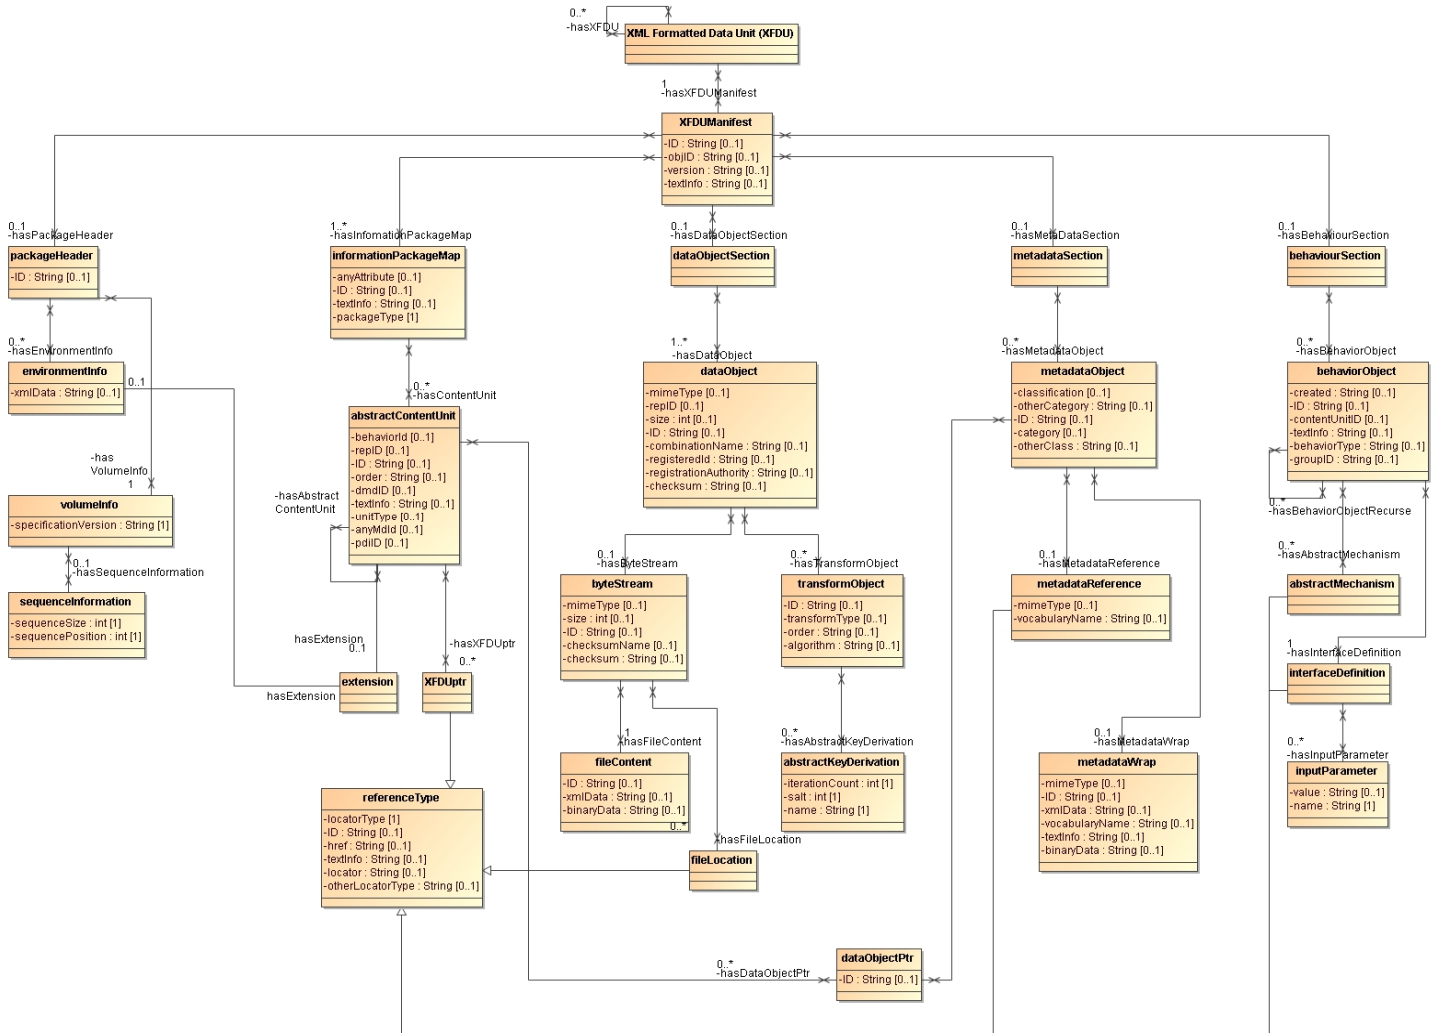 0..*
-hasXFDU
XML Formatted Data Unit (XFDU)
1
-hasXFDUManifest
XFDUManifest
-ID : String [0..1]
-objID : String [0..1]
-version : String [0..1]
-textInfo : String [0..1]
0..1
-hasPackageHeader
packageHeader
-ID : String [0..1]
1..*
-hasInfomationPackageMap
informationPackageMap
-anyAttribute [0..1]
-ID : String [0..1]
-textInfo : String [0..1]
-packageType [1]
0..1
-hasDataObjectSection
dataObjectSection
0..1
-hasMetaDataSection
metadataSection
0..1
-hasBehaviourSection
behaviourSection
0..*
-hasEnvironmentInfo
environmentInfo
-xmlData : String [0..1]
0..1
0..*
-hasContentUnit
abstractContentUnit
-behaviorId [0..1]
-repID [0..1]
-ID : String [0..1]
-order : String [0..1]
-dmdID [0..1]
-textInfo : String [0..1]
-unitType [0..1]
-anyMdId [0..1]
-pdiID [0..1]
-hasAbstract
ContentUnit
1..*
-hasDataObject
dataObject
-mimeType [0..1]
-repID [0..1]
-size : int [0..1]
-ID : String [0..1]
-combinationName : String [0..1]
-registeredId : String [0..1]
-registrationAuthority : String [0..1]
-checksum : String [0..1]
0..*
-hasMetadataObject
metadataObject
-classification [0..1]
-otherCategory : String [0..1]
-ID : String [0..1]
-category [0..1]
-otherClass : String [0..1]
0..*
-hasBehaviorObject
behaviorObject
-created : String [0..1]
-ID : String [0..1]
-contentUnitID [0..1]
-textInfo : String [0..1]
-behaviorType : String [0..1]
-groupID : String [0..1]
0..*
-hasBehaviorObjectRecurse
-has
VolumeInfo
1
volumeInfo
-specificationVersion : String [1]
0..1
-hasSequenceInformation
sequenceInformation
-sequenceSize : int [1]
-sequencePosition : int [1]
hasExtension
0..1
hasExtension
extension
-hasXFDUptr
0..*
XFDUptr
0..1
-hasByteStream
byteStream
-mimeType [0..1]
-size : int [0..1]
-ID : String [0..1]
-checksumName [0..1]
-checksum : String [0..1]
0..*
-hasTransformObject
transformObject
-ID : String [0..1]
-transformType [0..1]
-order : String [0..1]
-algorithm : String [0..1]
0..1
-hasMetadataReference
metadataReference
-mimeType [0..1]
-vocabularyName : String [0..1]
0..*
-hasAbstractMechanism
abstractMechanism
1
-hasInterfaceDefinition
interfaceDefinition
1
-hasFileContent
fileContent
-ID : String [0..1]
-xmlData : String [0..1]
-binaryData : String [0..1]
0..*
-hasFileLocation
fileLocation
0..*
-hasAbstractKeyDerivation
abstractKeyDerivation
-iterationCount : int [1]
-salt : int [1]
-name : String [1]
0..1
-hasMetadataWrap
metadataWrap
-mimeType [0..1]
-ID : String [0..1]
-xmlData : String [0..1]
-vocabularyName : String [0..1]
-textInfo : String [0..1]
-binaryData : String [0..1]
0..*
-hasInputParameter
inputParameter
-value : String [0..1]
-name : String [1]
referenceType
-locatorType [1]
-ID : String [0..1]
-href : String [0..1]
-textInfo : String [0..1]
-locator : String [0..1]
-otherLocatorType : String [0..1]
0..*
-hasDataObjectPtr
dataObjectPtr
-ID : String [0..1]